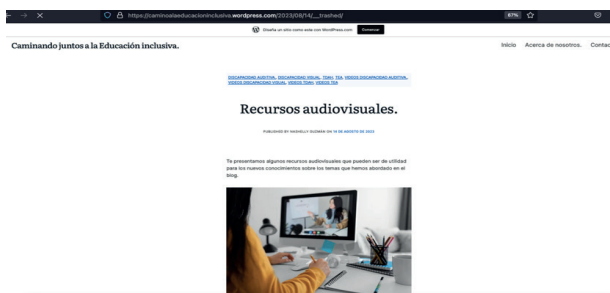 https://caminoalaeducacioninclusiva.wordpress.com/2023/08/14/__trashed/
67%
Diseña un sitio como este con WordPress.com
Comenzar
Caminando juntos a la Educación inclusiva.
Inicio Acerca de nosotros. Contac
DISCAPACIDAD AUDITIVA, DISCAPACIDAD VISUAL, TDAH, TEA, VIDEOS DISCAPACIDAD AUDITIVA,
VIDEOS DISCAPACIDAD VISUAL, VIDEOS TDAH, VIDEOS TEA
Recursos audiovisuales.
PUBLISHED BY GUZMAN ON 14 DE AGOSTO DE 2023
Te presentamos algunos recursos audiovisuales que pueden ser de utilidad
para los nuevos conocimientos sobre los temas que hemos abordado en el
blog.